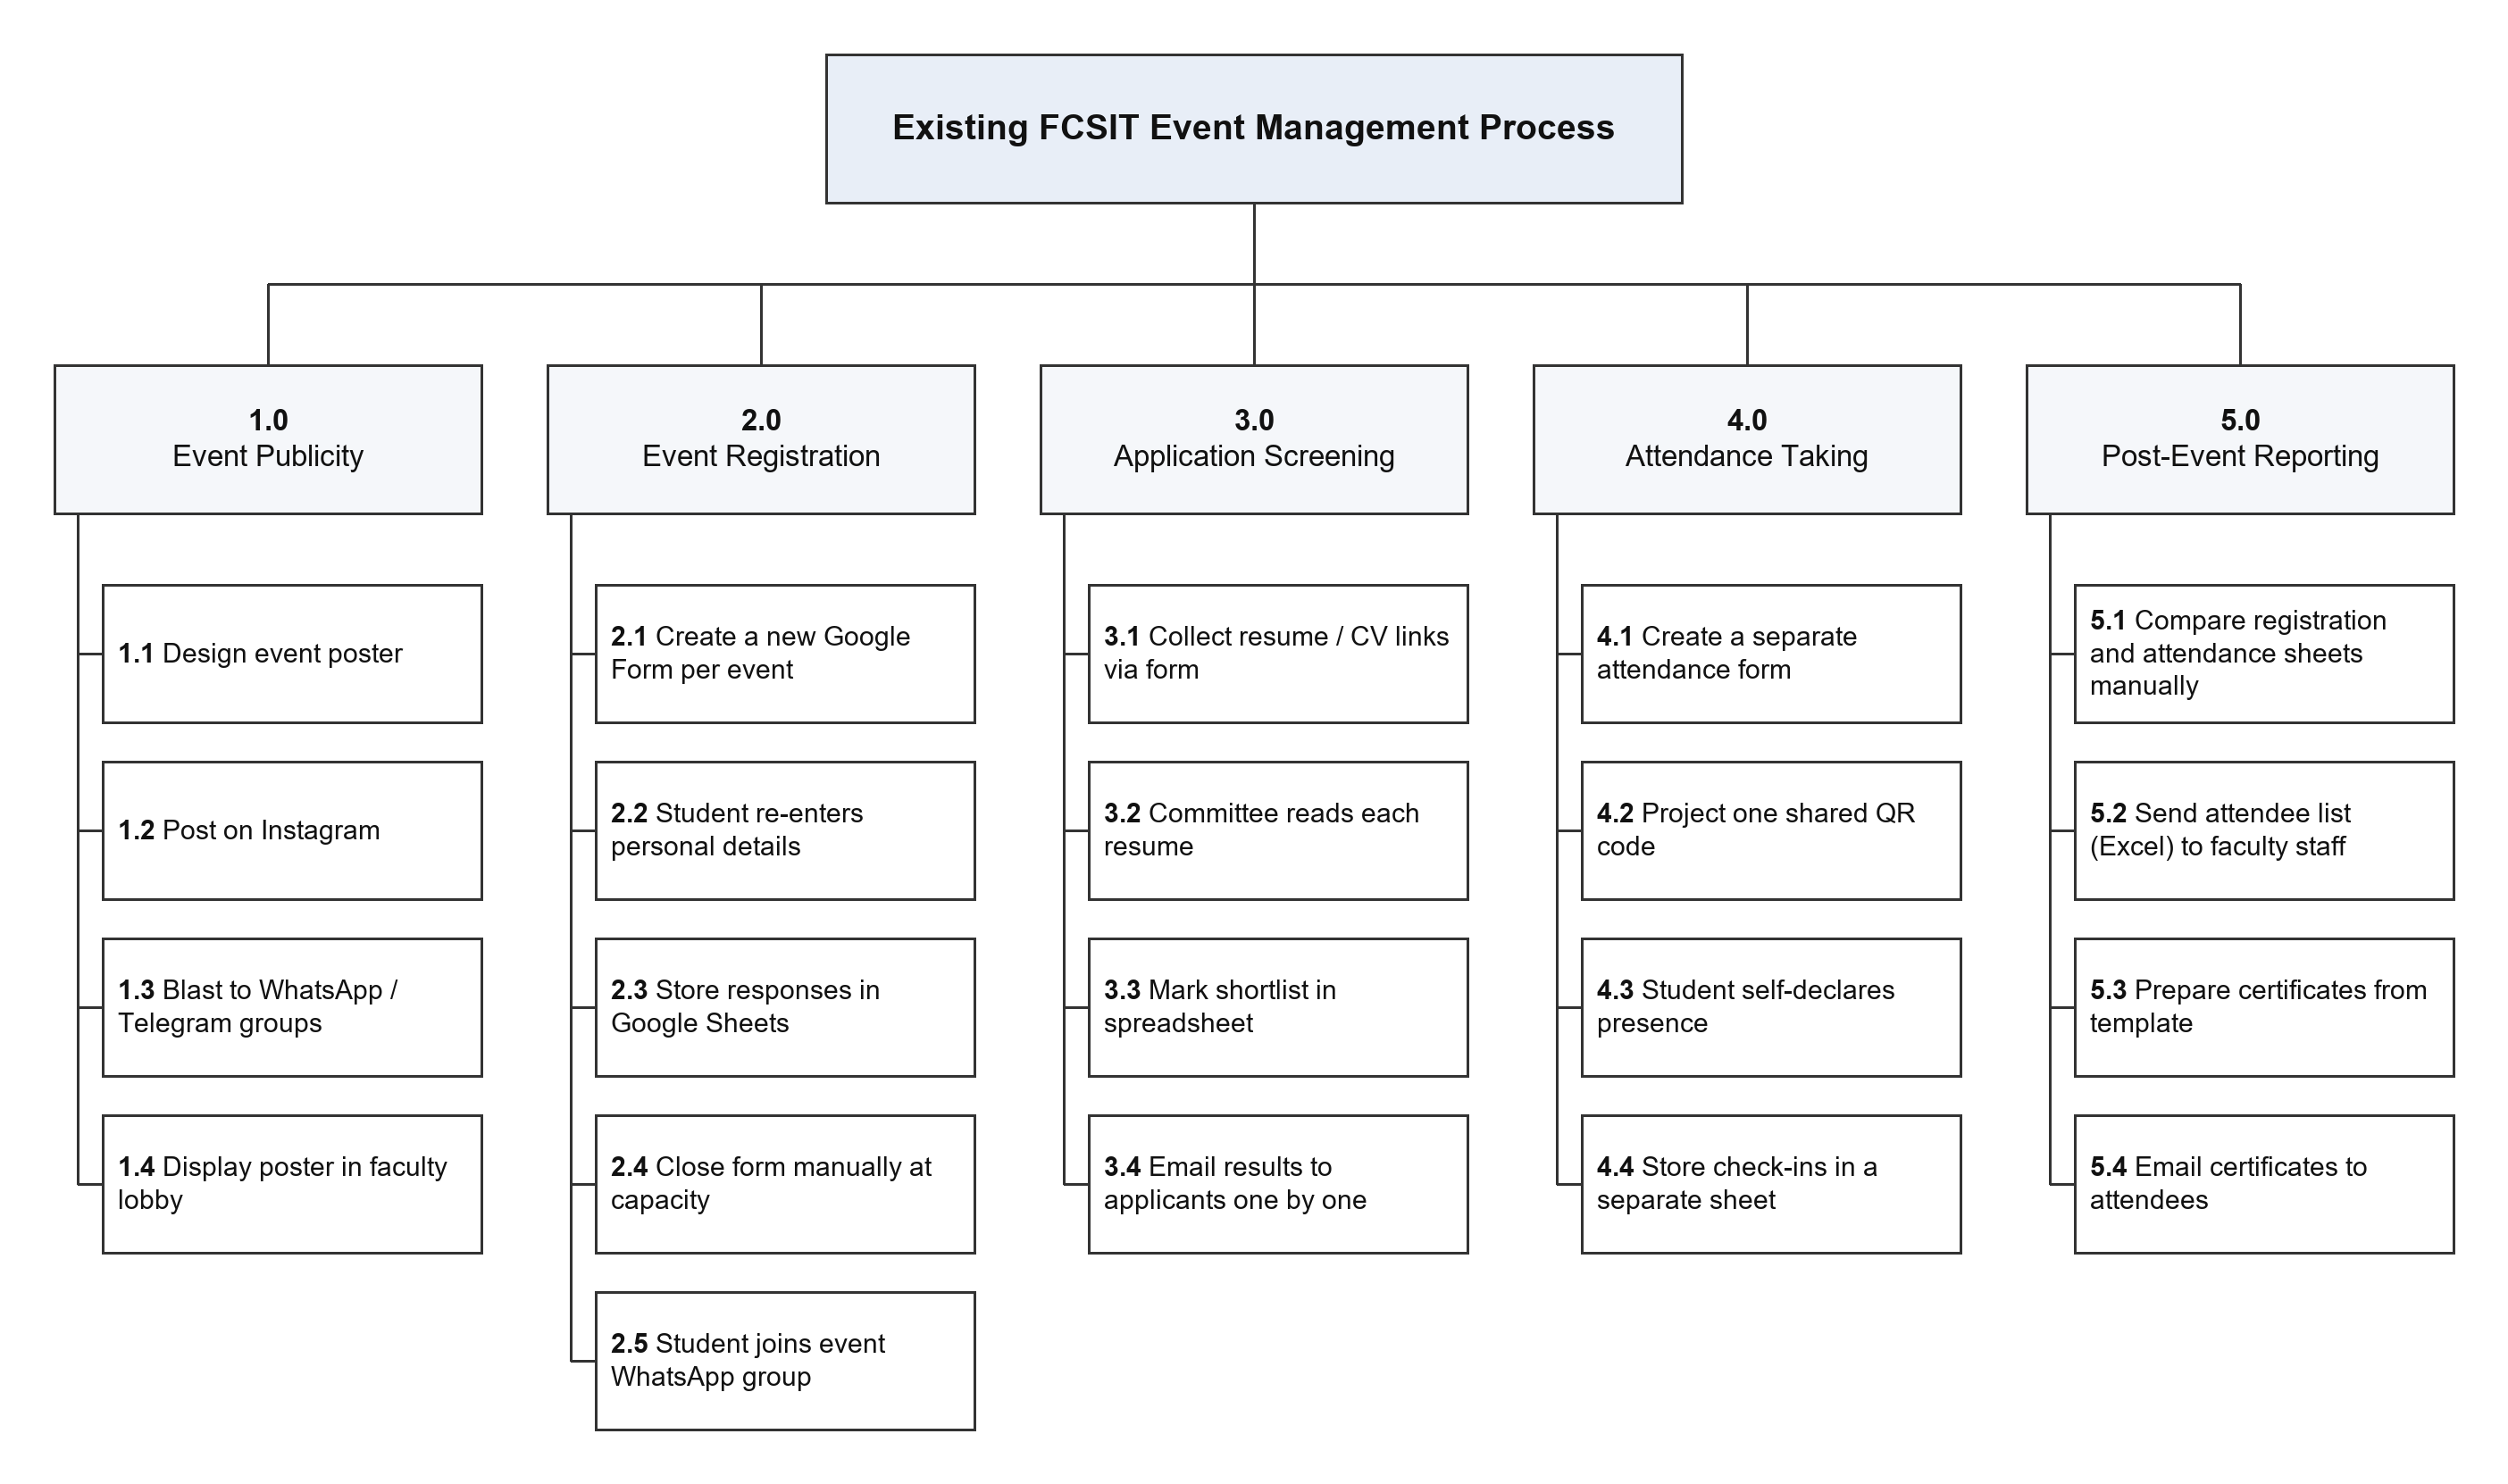 Existing FCSIT Event Management Process
1.0
Event Publicity
1.1 Design event poster
1.2 Post on Instagram
1.3 Blast to WhatsApp /
Telegram groups
1.4 Display poster in faculty
lobby
2.0
Event Registration
2.1 Create a new Google
Form per event
2.2 Student re-enters
personal details
2.3 Store responses in
Google Sheets
2.4 Close form manually at
capacity
2.5 Student joins event
WhatsApp group
3.0
Application Screening
3.1 Collect resume / CV links
via form
3.2 Committee reads each
resume
3.3 Mark shortlist in
spreadsheet
3.4 Email results to
applicants one by one
4.0
Attendance Taking
4.1 Create a separate
attendance form
4.2 Project one shared QR
code
4.3 Student self-declares
presence
4.4 Store check-ins in a
separate sheet
5.0
Post-Event Reporting
5.1 Compare registration
and attendance sheets
manually
5.2 Send attendee list
(Excel) to faculty staff
5.3 Prepare certificates from
template
5.4 Email certificates to
attendees